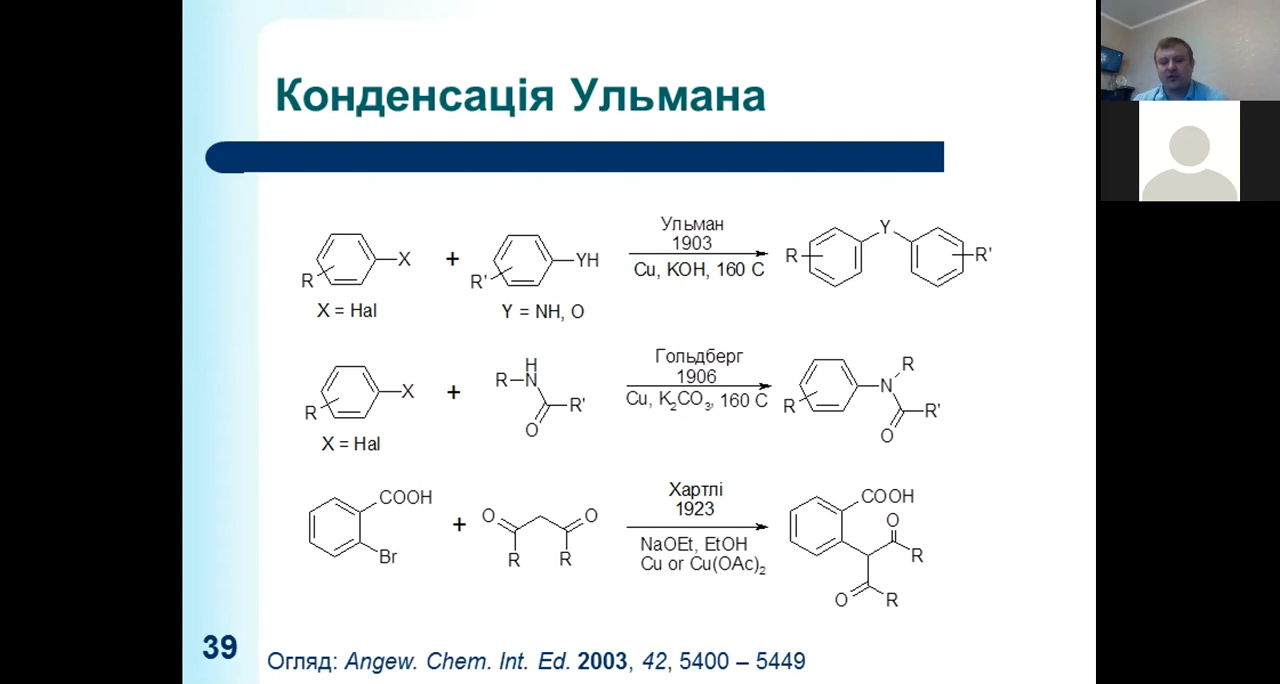 Конденсація Ульмана
R X + R' YH Ульман R Y R'
1903
Cu, KOH, 160 C
X = Hal Y = NH, O
R X + R–N H R' O Гольдберг R N R R' O
1906
Cu, K₂CO₃, 160 C
X = Hal
COOH Br + O O R R Хартлі COOH O R O R
1923
NaOEt, EtOH
Cu or Cu(OAc)₂
39
Огляд: Angew. Chem. Int. Ed. 2003, 42, 5400 – 5449